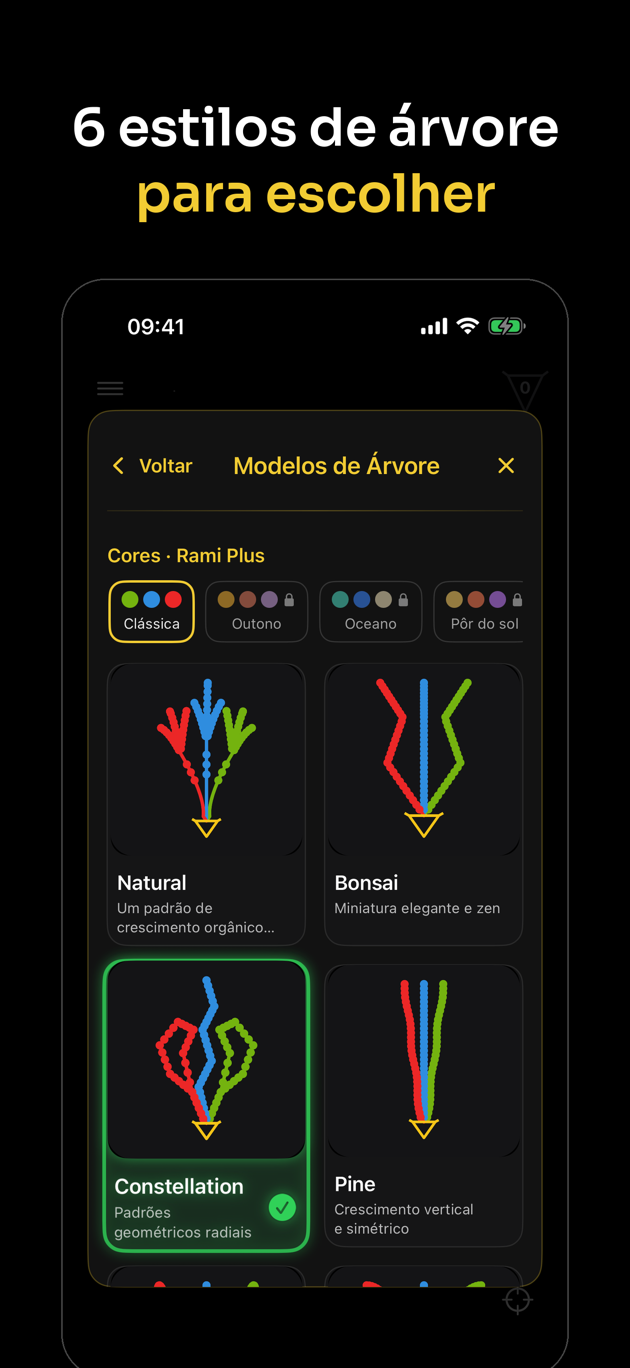 6 estilos de árvore
para escolher
09:41
0
Voltar
Modelos de Árvore
Cores · Rami Plus
Clássica
Outono
Oceano
Pôr do sol
Natural
Um padrão de
crescimento orgânico...
Bonsai
Miniatura elegante e zen
Constellation
Padrões
geométricos radiais
Pine
Crescimento vertical
e simétrico